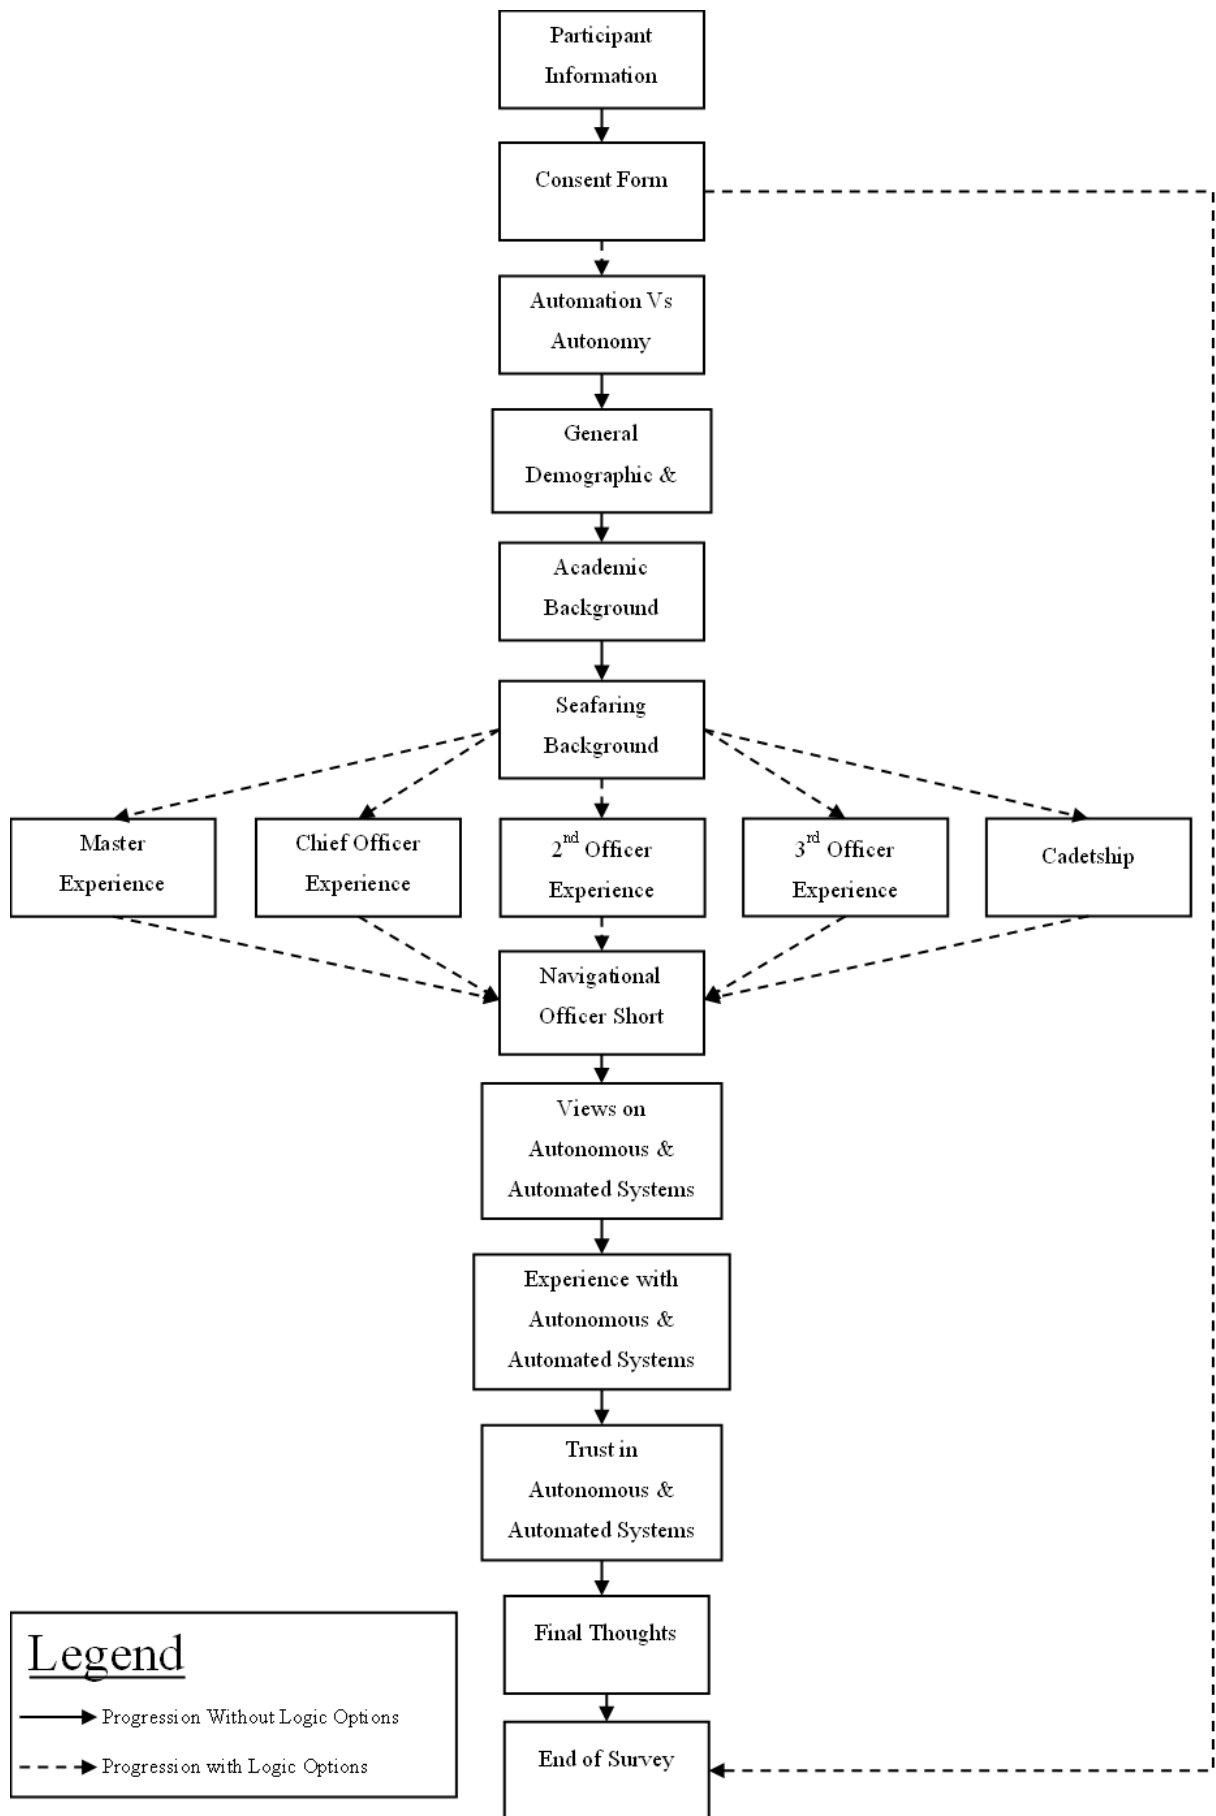 Participant
Information
Consent Form
Automation Vs
Autonomy
General
Demographic &
Academic
Background
Seafaring
Background
Master
Experience
Chief Officer
Experience
2nd Officer
Experience
3rd Officer
Experience
Cadetship
Navigational
Officer Short
Views on
Autonomous &
Automated Systems
Experience with
Autonomous &
Automated Systems
Trust in
Autonomous &
Automated Systems
Final Thoughts
End of Survey
Legend
Progression Without Logic Options
Progression with Logic Options